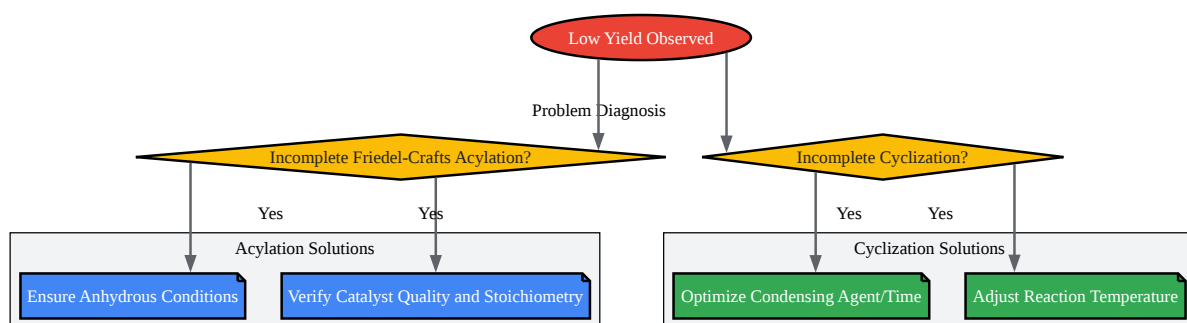 Low Yield Observed
Problem Diagnosis
Incomplete Friedel-Crafts Acylation?
Incomplete Cyclization?
Yes
Yes
Yes
Yes
Acylation Solutions
Cyclization Solutions
Ensure Anhydrous Conditions
Verify Catalyst Quality and Stoichiometry
Optimize Condensing Agent/Time
Adjust Reaction Temperature